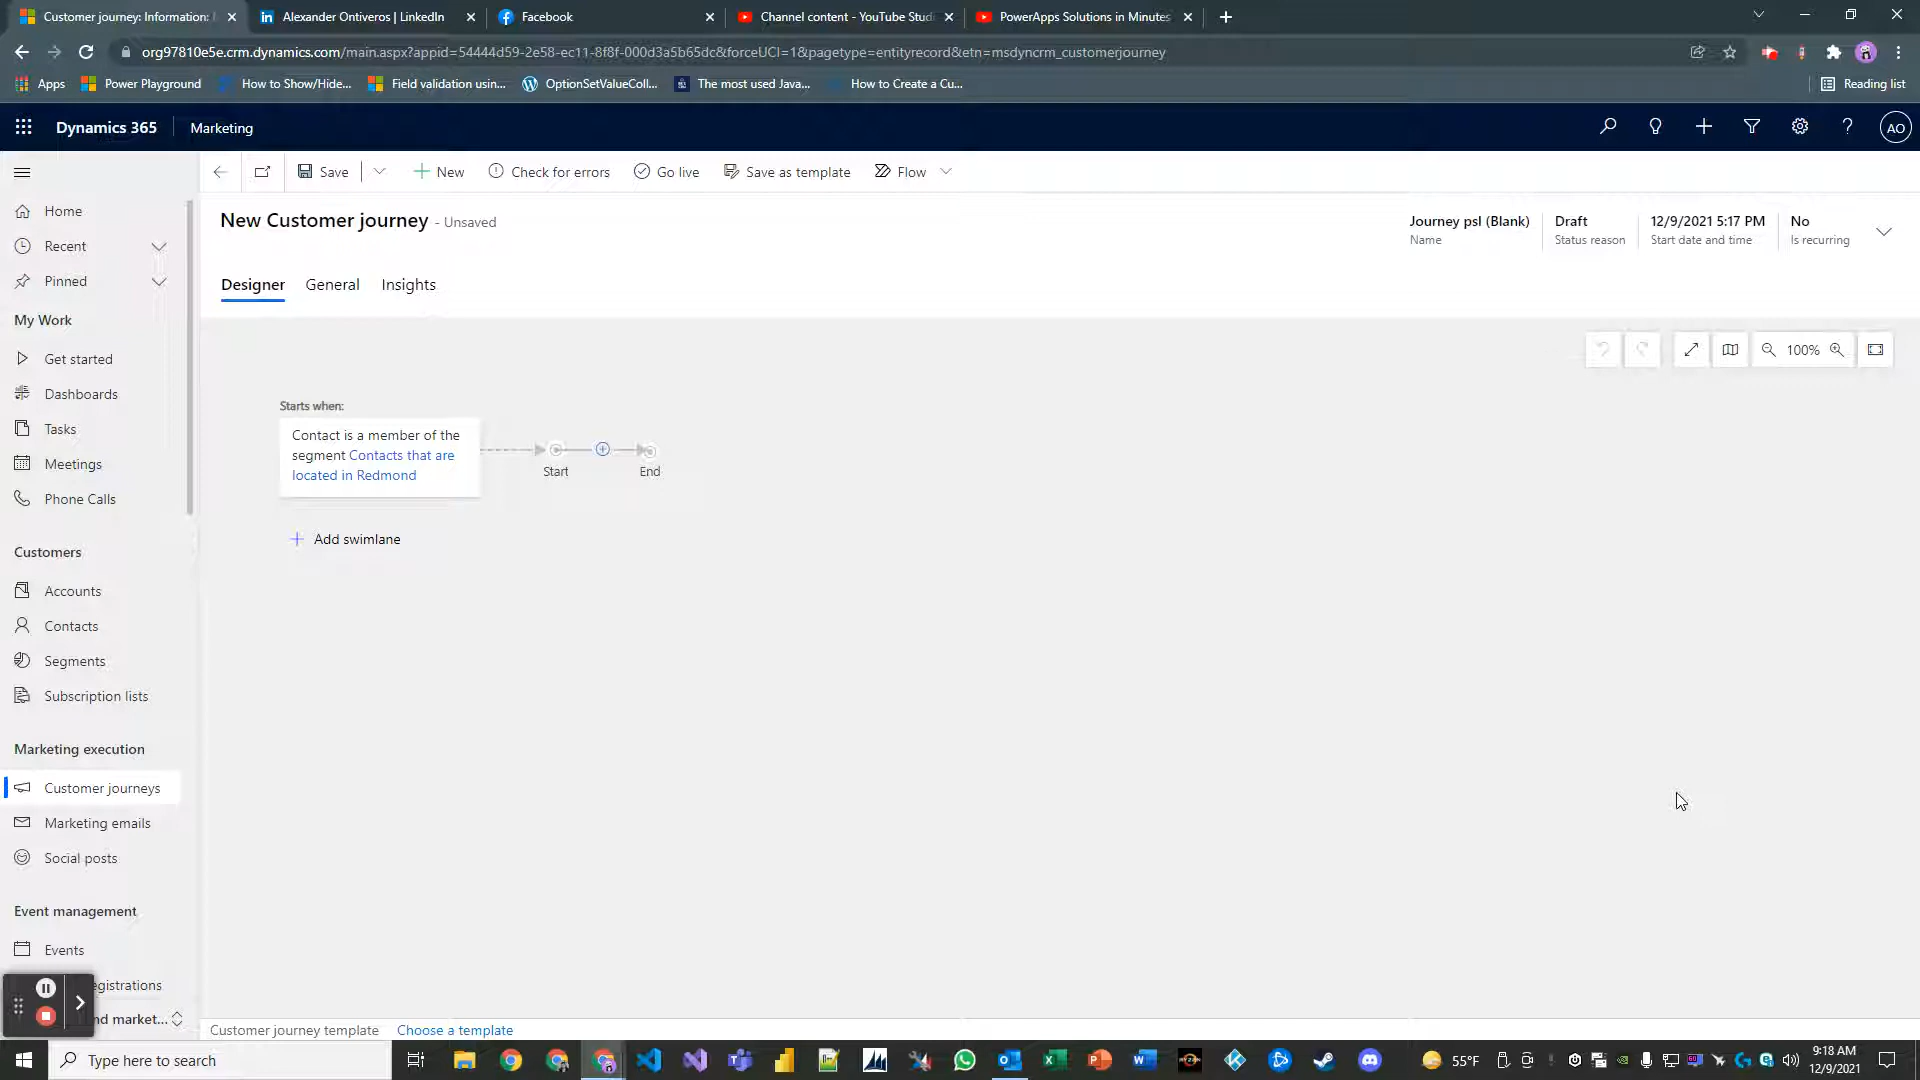 Customer journey: Information:
Alexander Ontiveros | LinkedIn
Facebook
Channel content - YouTube Studi
PowerApps Solutions in Minutes
org97810e5e.crm.dynamics.com/main.aspx?appid=54444d59-2e58-ec11-8f8f-000d3a5b65dc&forceUCI=1&pagetype=entityrecord&etn=msdyncrm_customerjourney
Apps
Power Playground
How to Show/Hide...
Field validation usin...
OptionSetValueColl...
The most used Java...
How to Create a Cu...
Reading list
Dynamics 365
Marketing
AO
Save
New
Check for errors
Go live
Save as template
Flow
Home
Recent
Pinned
My Work
Get started
Dashboards
Tasks
Meetings
Phone Calls
Customers
Accounts
Contacts
Segments
Subscription lists
Marketing execution
Customer journeys
Marketing emails
Social posts
Event management
Events
egistrations
nd market...
New Customer journey - Unsaved
Journey psl (Blank)
Name
Draft
Status reason
12/9/2021 5:17 PM
Start date and time
No
Is recurring
Designer
General
Insights
100%
Starts when:
Contact is a member of the
segment Contacts that are
located in Redmond
Start
End
Add swimlane
Customer journey template
Choose a template
Type here to search
55°F
9:18 AM
12/9/2021